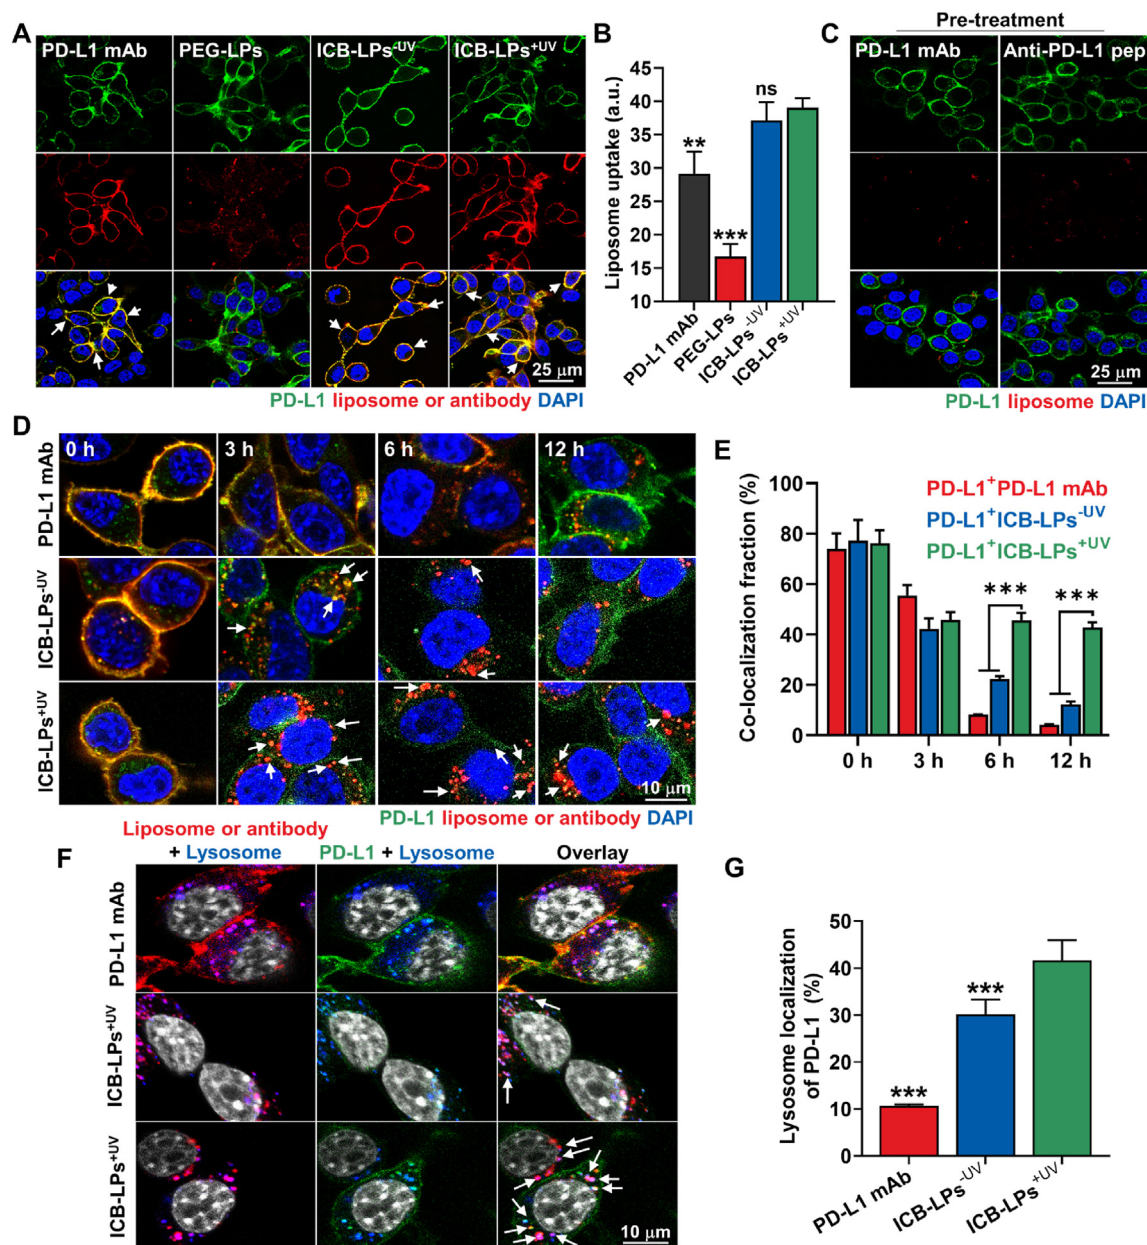 A
PD-L1 mAb PEG-LPs ICB-LPs-UV ICB-LPs+UV
25 μm
PD-L1 liposome or antibody DAPI
B
Liposome uptake (a.u.)
45
40
35
30
25
20
15
10
**
***
ns
PD-L1 mAb
PEG-LPs
ICB-LPs-UV
ICB-LPs+UV
C
Pre-treatment
PD-L1 mAb Anti-PD-L1 pep
25 μm
PD-L1 liposome DAPI
D
0 h 3 h 6 h 12 h
PD-L1 mAb
ICB-LPs-UV
ICB-LPs+UV
10 μm
PD-L1 liposome or antibody DAPI
E
Co-localization fraction (%)
100
80
60
40
20
0
PD-L1+PD-L1 mAb
PD-L1+ICB-LPs-UV
PD-L1+ICB-LPs+UV
***
***
0 h 3 h 6 h 12 h
F
Liposome or antibody
+ Lysosome
PD-L1 + Lysosome
Overlay
PD-L1 mAb
ICB-LPs+UV
ICB-LPs+UV
10 μm
G
Lysosome localization
of PD-L1 (%)
50
40
30
20
10
0
***
***
PD-L1 mAb
ICB-LPs-UV
ICB-LPs+UV